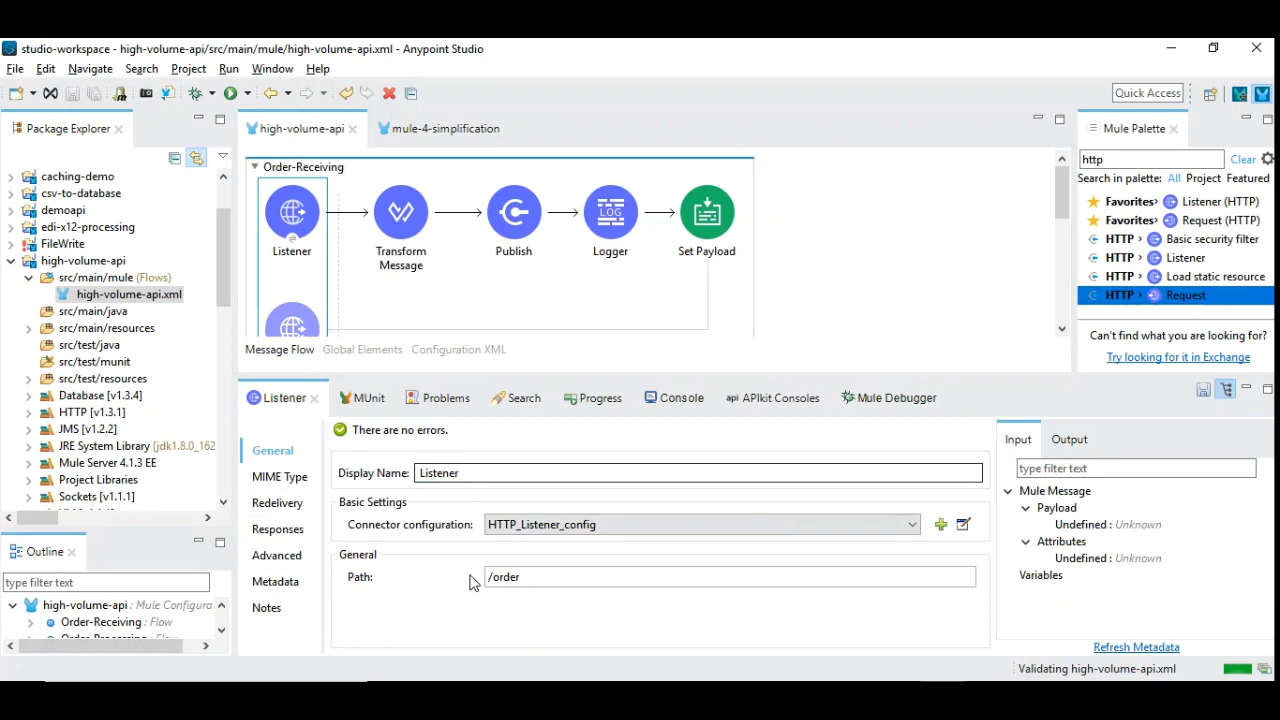 studio-workspace - high-volume-api/src/main/mule/high-volume-api.xml - Anypoint Studio
File Edit Navigate Search Project Run Window Help
Quick Access
Package Explorer
caching-demo
csv-to-database
demoapi
edi-x12-processing
FileWrite
high-volume-api
src/main/mule (Flows)
high-volume-api.xml
src/main/java
src/main/resources
src/test/java
src/test/munit
src/test/resources
Database [v1.3.4]
HTTP [v1.3.1]
JMS [v1.2.2]
JRE System Library [jdk1.8.0_162
Mule Server 4.1.3 EE
Project Libraries
Sockets [v1.1.1]
Outline
type filter text
high-volume-api : Mule Configura
Order-Receiving : Flow
Order-Processing : Flow
high-volume-api
mule-4-simplification
Order-Receiving
LOG
Listener
Transform
Message
Publish
Logger
Set Payload
Message Flow Global Elements Configuration XML
Mule Palette
http
Clear
Search in palette: All Project Featured
Favorites› Listener (HTTP)
Favorites› Request (HTTP)
HTTP › Basic security filter
HTTP › Listener
HTTP › Load static resource
HTTP › Request
Can't find what you are looking for?
Try looking for it in Exchange
Listener
MUnit
Problems
Search
Progress
Console
api APIkit Consoles
Mule Debugger
General
MIME Type
Redelivery
Responses
Advanced
Metadata
Notes
There are no errors.
Display Name: Listener
Basic Settings
Connector configuration: HTTP_Listener_config
General
Path: /order
Input Output
type filter text
Mule Message
Payload
Undefined : Unknown
Attributes
Undefined : Unknown
Variables
Refresh Metadata
Validating high-volume-api.xml